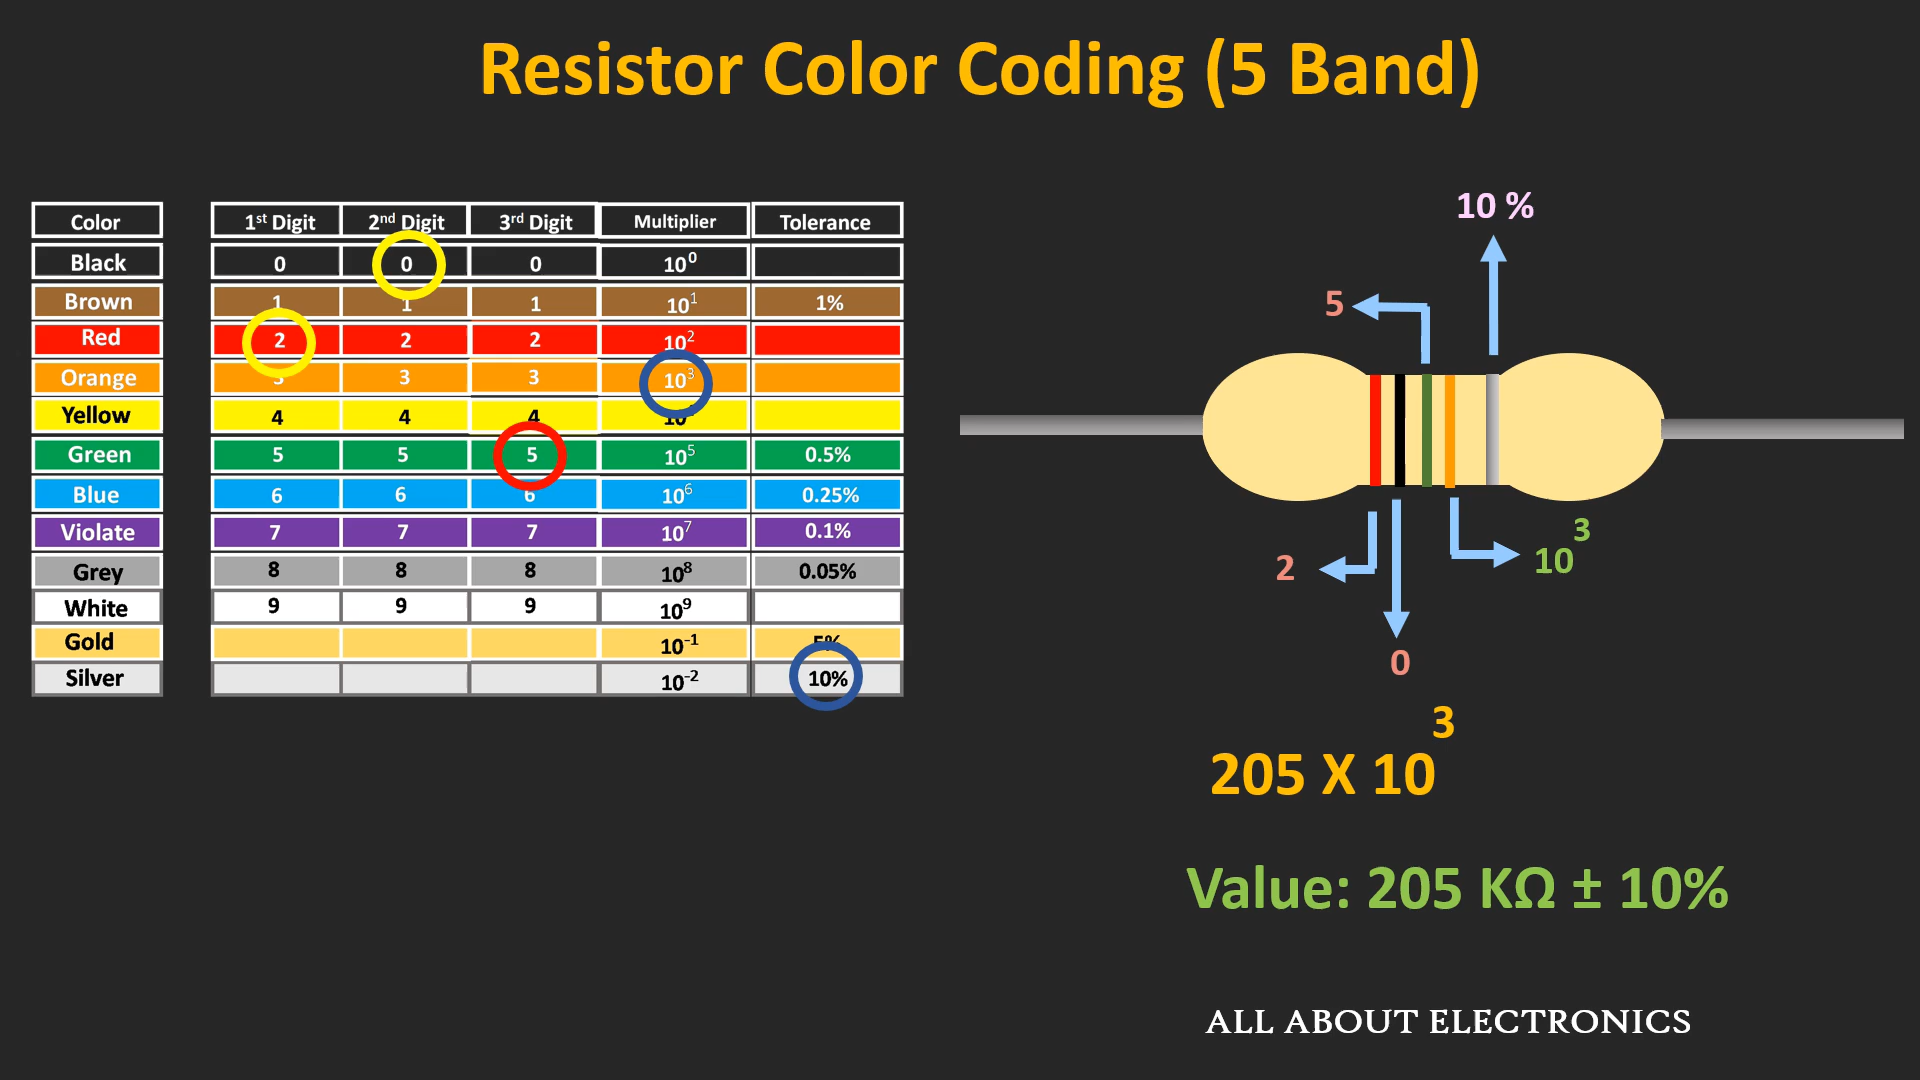 Resistor Color Coding (5 Band)
Color 1st Digit 2nd Digit 3rd Digit Multiplier Tolerance
Black 0 0 0 10⁰
Brown 1 1 1 10¹ 1%
Red 2 2 2 10²
Orange 3 3 3 10³
Yellow 4 4 4 10
Green 5 5 5 10⁵ 0.5%
Blue 6 6 6 10⁶ 0.25%
Violate 7 7 7 10⁷ 0.1%
Grey 8 8 8 10⁸ 0.05%
White 9 9 9 10⁹
Gold 10⁻¹ 5%
Silver 10⁻² 10%
10 %
5
2
10³
0
205 X 10³
Value: 205 KΩ ± 10%
ALL ABOUT ELECTRONICS